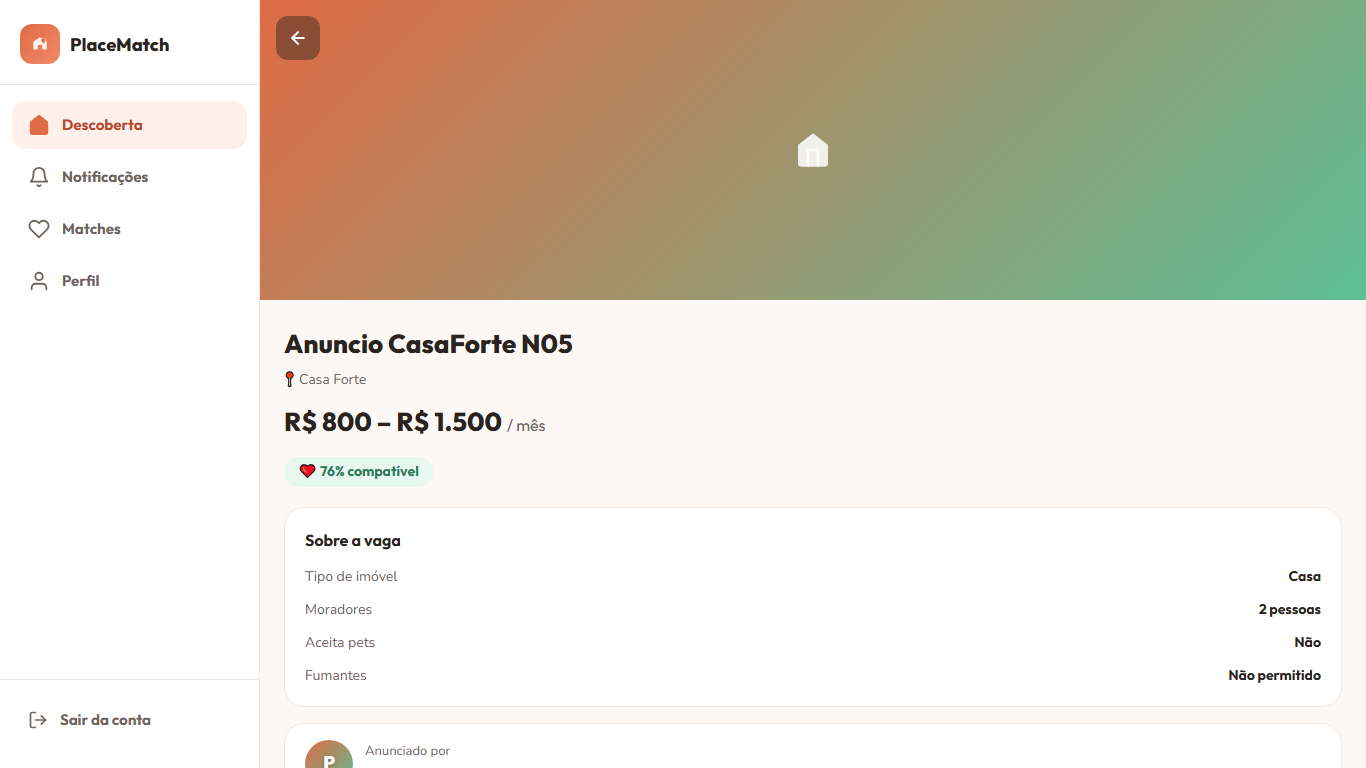 PlaceMatch
Descoberta
Notificações
Matches
Perfil
Sair da conta
Anuncio CasaForte N05
Casa Forte
R$ 800 – R$ 1.500 / mês
76% compatível
Sobre a vaga
Tipo de imóvel Casa
Moradores 2 pessoas
Aceita pets Não
Fumantes Não permitido
P
Anunciado por